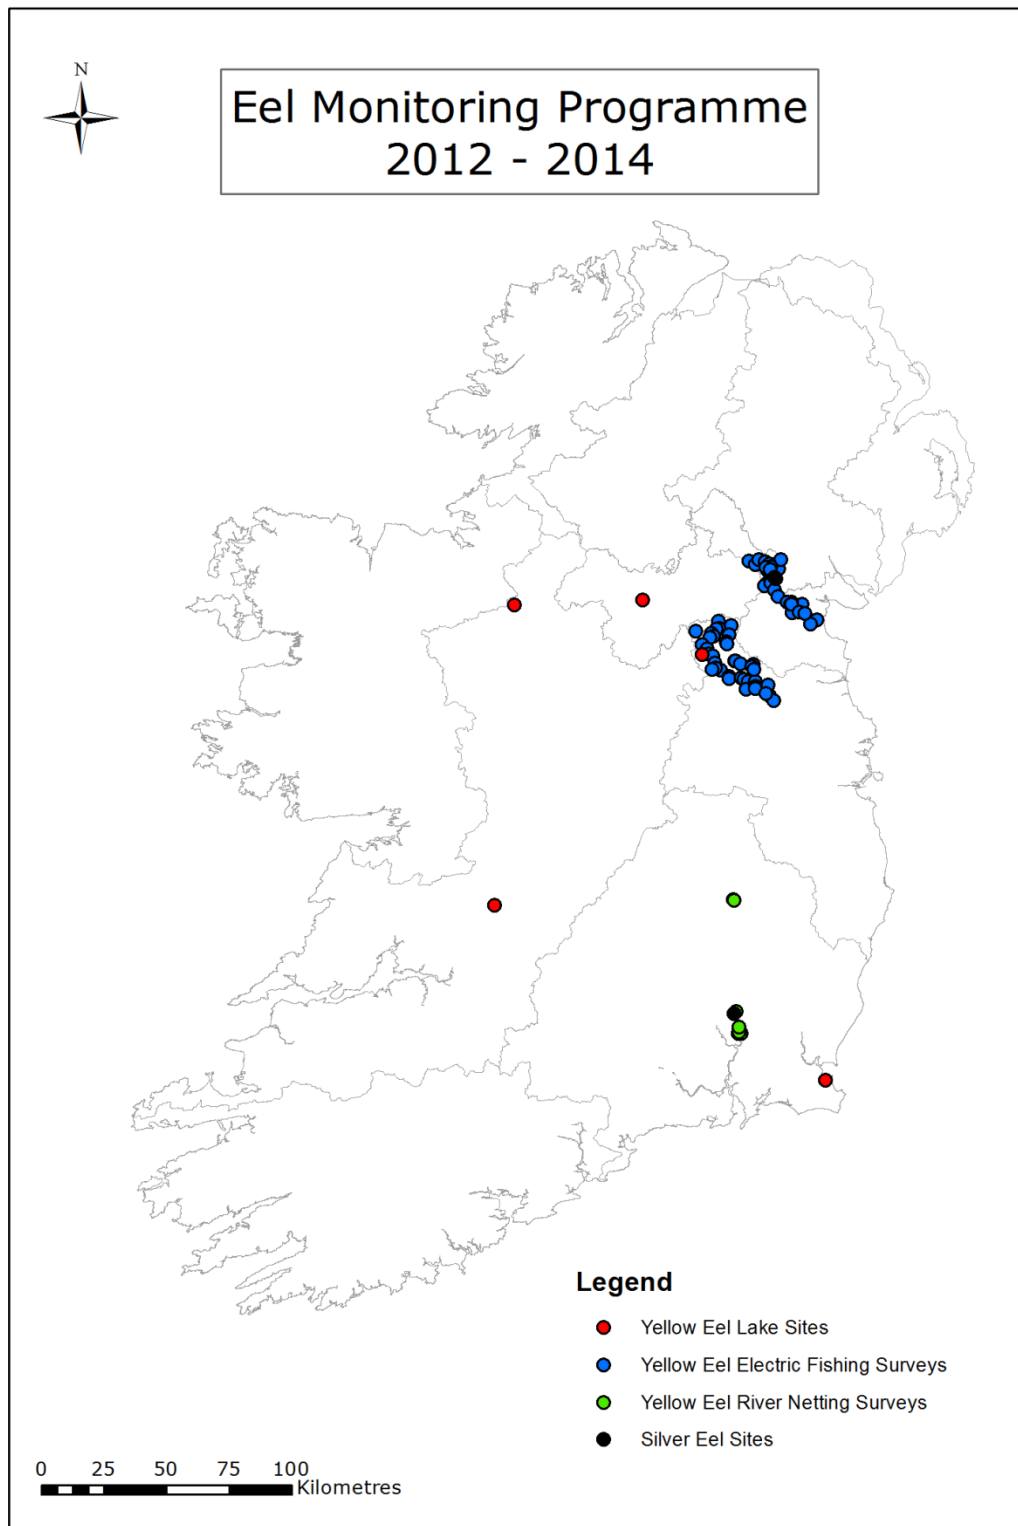 N
Eel Monitoring Programme
2012 - 2014
Legend
Yellow Eel Lake Sites
Yellow Eel Electric Fishing Surveys
Yellow Eel River Netting Surveys
Silver Eel Sites
0 25 50 75 100
Kilometres